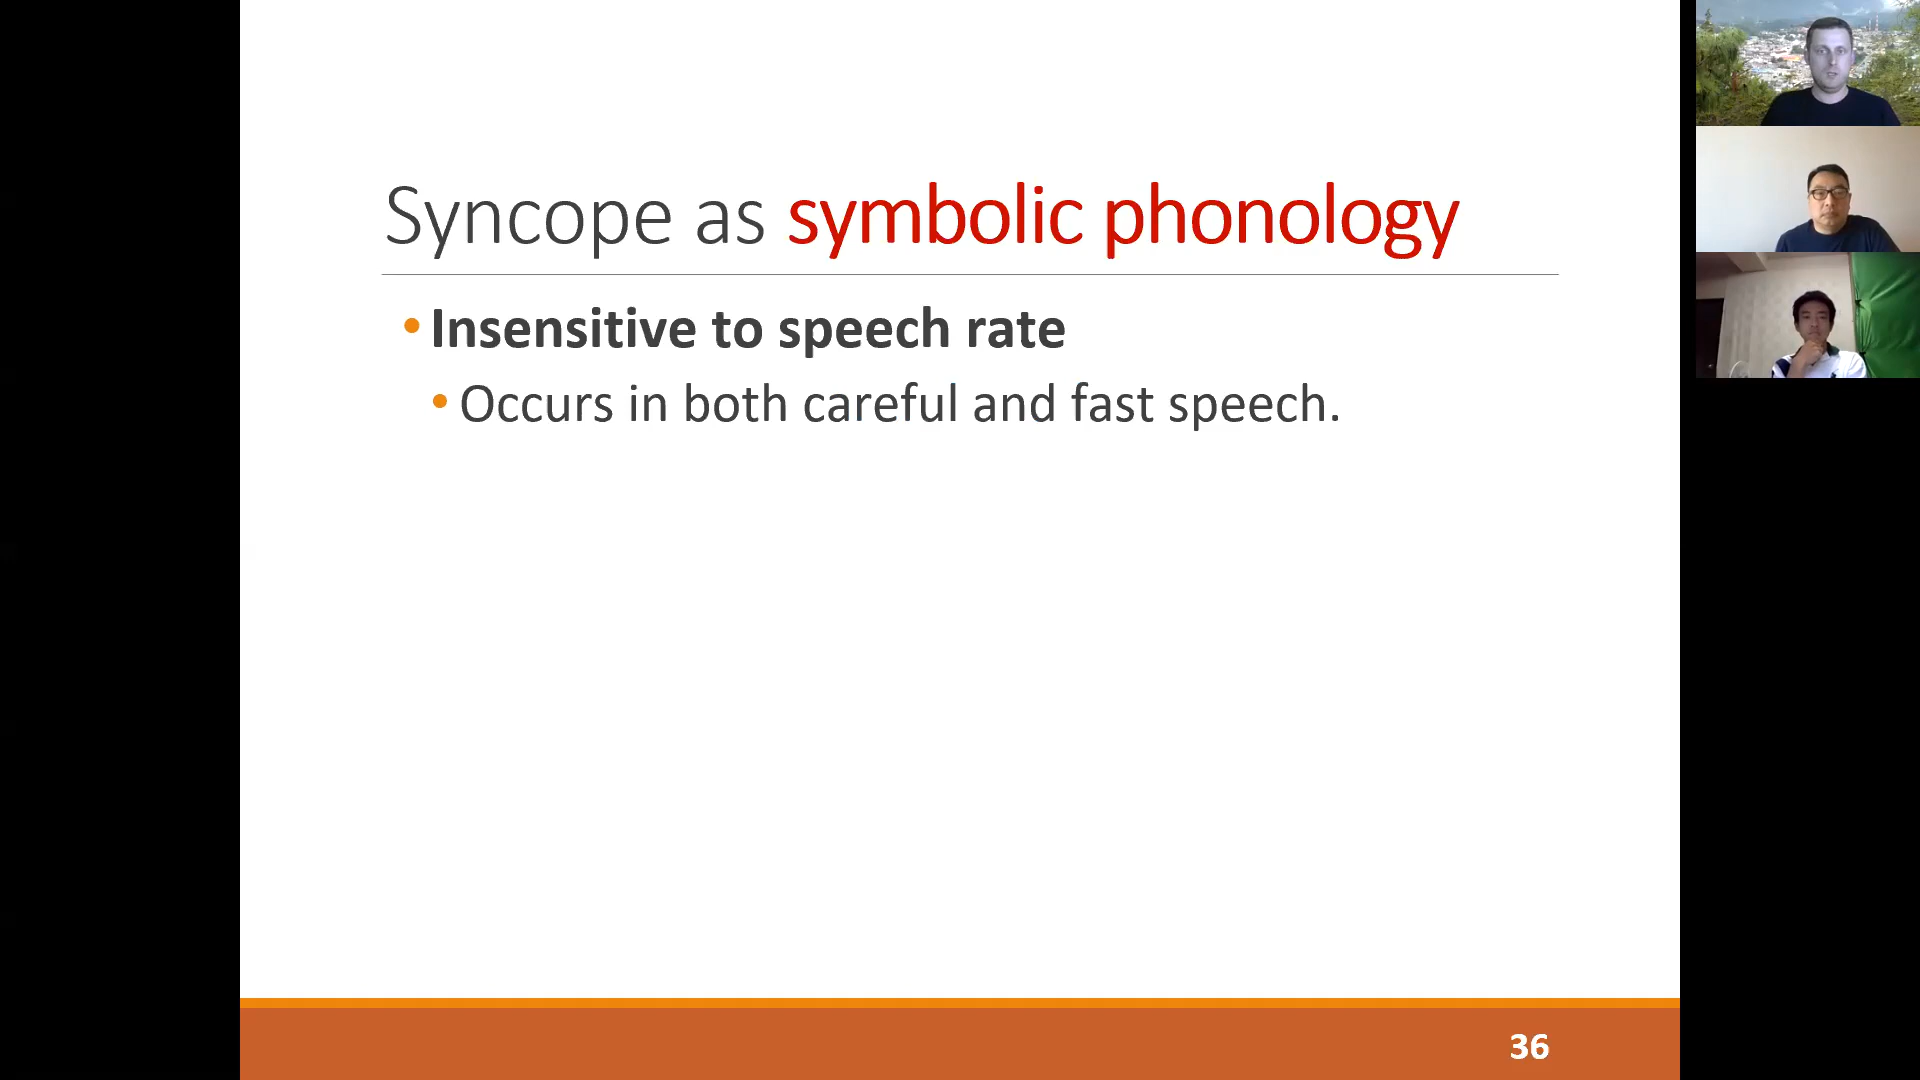 Syncope as symbolic phonology
•Insensitive to speech rate
•Occurs in both careful and fast speech.
36